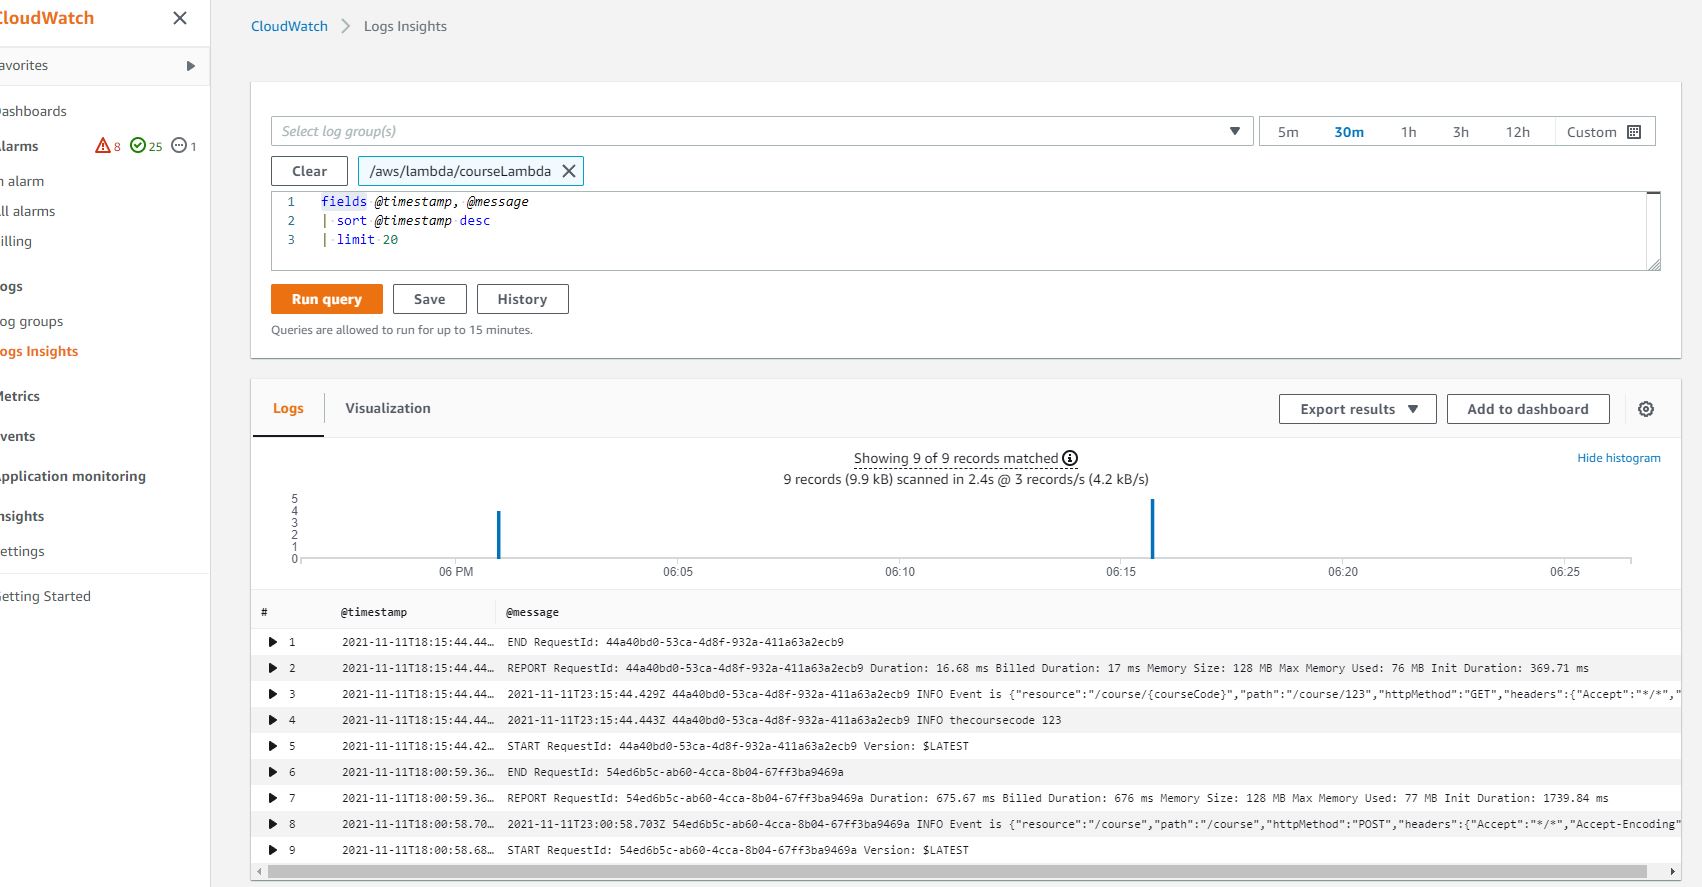 CloudWatch
avorites
ashboards
larms 8 25 1
n alarm
ll alarms
illing
ogs
og groups
ogs Insights
Metrics
vents
pplication monitoring
nsights
ettings
etting Started
CloudWatch Logs Insights
Select log group(s)
5m 30m 1h 3h 12h Custom
Clear /aws/lambda/courseLambda
1 fields @timestamp, @message
2 | sort @timestamp desc
3 | limit 20
Run query Save History
Queries are allowed to run for up to 15 minutes.
Logs Visualization Export results Add to dashboard
Showing 9 of 9 records matched
Hide histogram
9 records (9.9 kB) scanned in 2.4s @ 3 records/s (4.2 kB/s)
5
4
3
2
1
0
06 PM 06:05 06:10 06:15 06:20 06:25
# @timestamp @message
1 2021-11-11T18:15:44.44… END RequestId: 44a40bd0-53ca-4d8f-932a-411a63a2ecb9
2 2021-11-11T18:15:44.44… REPORT RequestId: 44a40bd0-53ca-4d8f-932a-411a63a2ecb9 Duration: 16.68 ms Billed Duration: 17 ms Memory Size: 128 MB Max Memory Used: 76 MB Init Duration: 369.71 ms
3 2021-11-11T18:15:44.44… 2021-11-11T23:15:44.429Z 44a40bd0-53ca-4d8f-932a-411a63a2ecb9 INFO Event is {"resource":"/course/{courseCode}","path":"/course/123","httpMethod":"GET","headers":{"Accept":"*/*","
4 2021-11-11T18:15:44.44… 2021-11-11T23:15:44.443Z 44a40bd0-53ca-4d8f-932a-411a63a2ecb9 INFO thecoursecode 123
5 2021-11-11T18:15:44.42… START RequestId: 44a40bd0-53ca-4d8f-932a-411a63a2ecb9 Version: $LATEST
6 2021-11-11T18:00:59.36… END RequestId: 54ed6b5c-ab60-4cca-8b04-67ff3ba9469a
7 2021-11-11T18:00:59.36… REPORT RequestId: 54ed6b5c-ab60-4cca-8b04-67ff3ba9469a Duration: 675.67 ms Billed Duration: 676 ms Memory Size: 128 MB Max Memory Used: 77 MB Init Duration: 1739.84 ms
8 2021-11-11T18:00:58.70… 2021-11-11T23:00:58.703Z 54ed6b5c-ab60-4cca-8b04-67ff3ba9469a INFO Event is {"resource":"/course","path":"/course","httpMethod":"POST","headers":{"Accept":"*/*","Accept-Encoding"
9 2021-11-11T18:00:58.68… START RequestId: 54ed6b5c-ab60-4cca-8b04-67ff3ba9469a Version: $LATEST